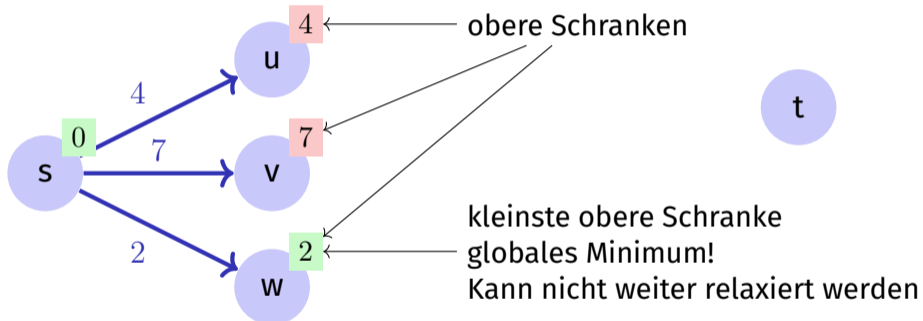 4
obere Schranken
u
4
t
0
7
7
s
v
kleinste obere Schranke
2
2
globales Minimum!
w
Kann nicht weiter relaxiert werden